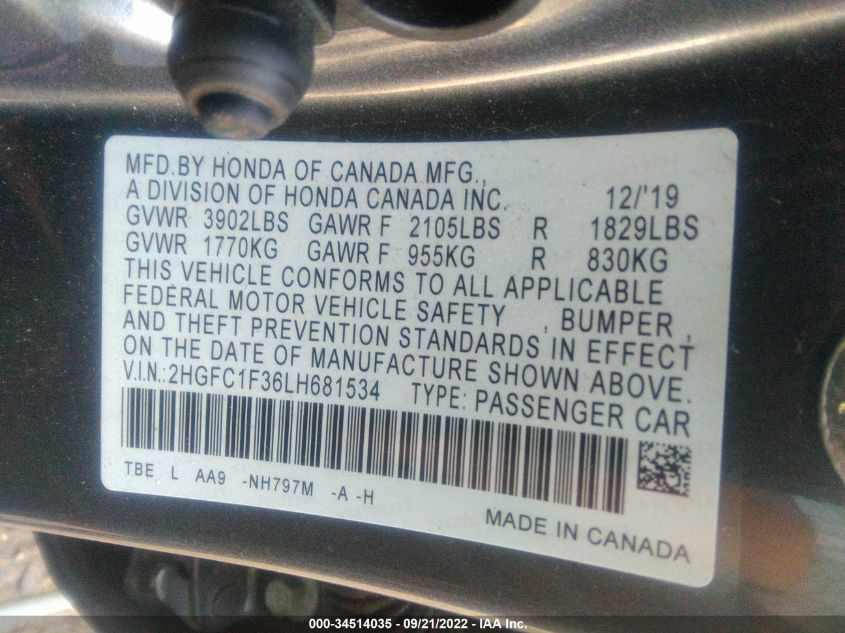 MFD.BY HONDA OF CANADA MFG.,
A DIVISION OF HONDA CANADA INC. 12/'19
GVWR 3902LBS GAWR F 2105LBS R 1829LBS
GVWR 1770KG GAWR F 955KG R 830KG
THIS VEHICLE CONFORMS TO ALL APPLICABLE
FEDERAL MOTOR VEHICLE SAFETY , BUMPER ,
AND THEFT PREVENTION STANDARDS IN EFFECT
ON THE DATE OF MANUFACTURE SHOWN ABOVE.
V.I.N.:2HGFC1F36LH681534 TYPE: PASSENGER CAR
TBE L AA9 -NH797M -A -H
MADE IN CANADA
000-34514035 - 09/21/2022 - IAA Inc.